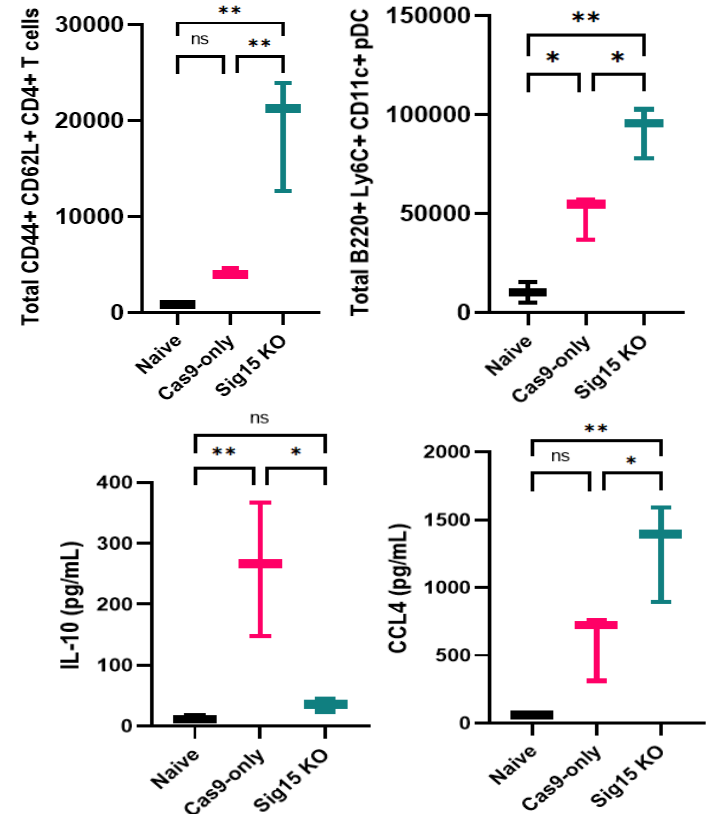 Total CD44+ CD62L+ CD4+ T cells
30000
20000
10000
0
**
ns
**
Naive
Cas9-only
Sig15 KO
Total B220+ Ly6C+ CD11c+ pDC
150000
100000
50000
0
**
*
*
Naive
Cas9-only
Sig15 KO
IL-10 (pg/mL)
400
300
200
100
0
ns
**
*
Naive
Cas9-only
Sig15 KO
CCL4 (pg/mL)
2000
1500
1000
500
0
**
ns
*
Naive
Cas9-only
Sig15 KO